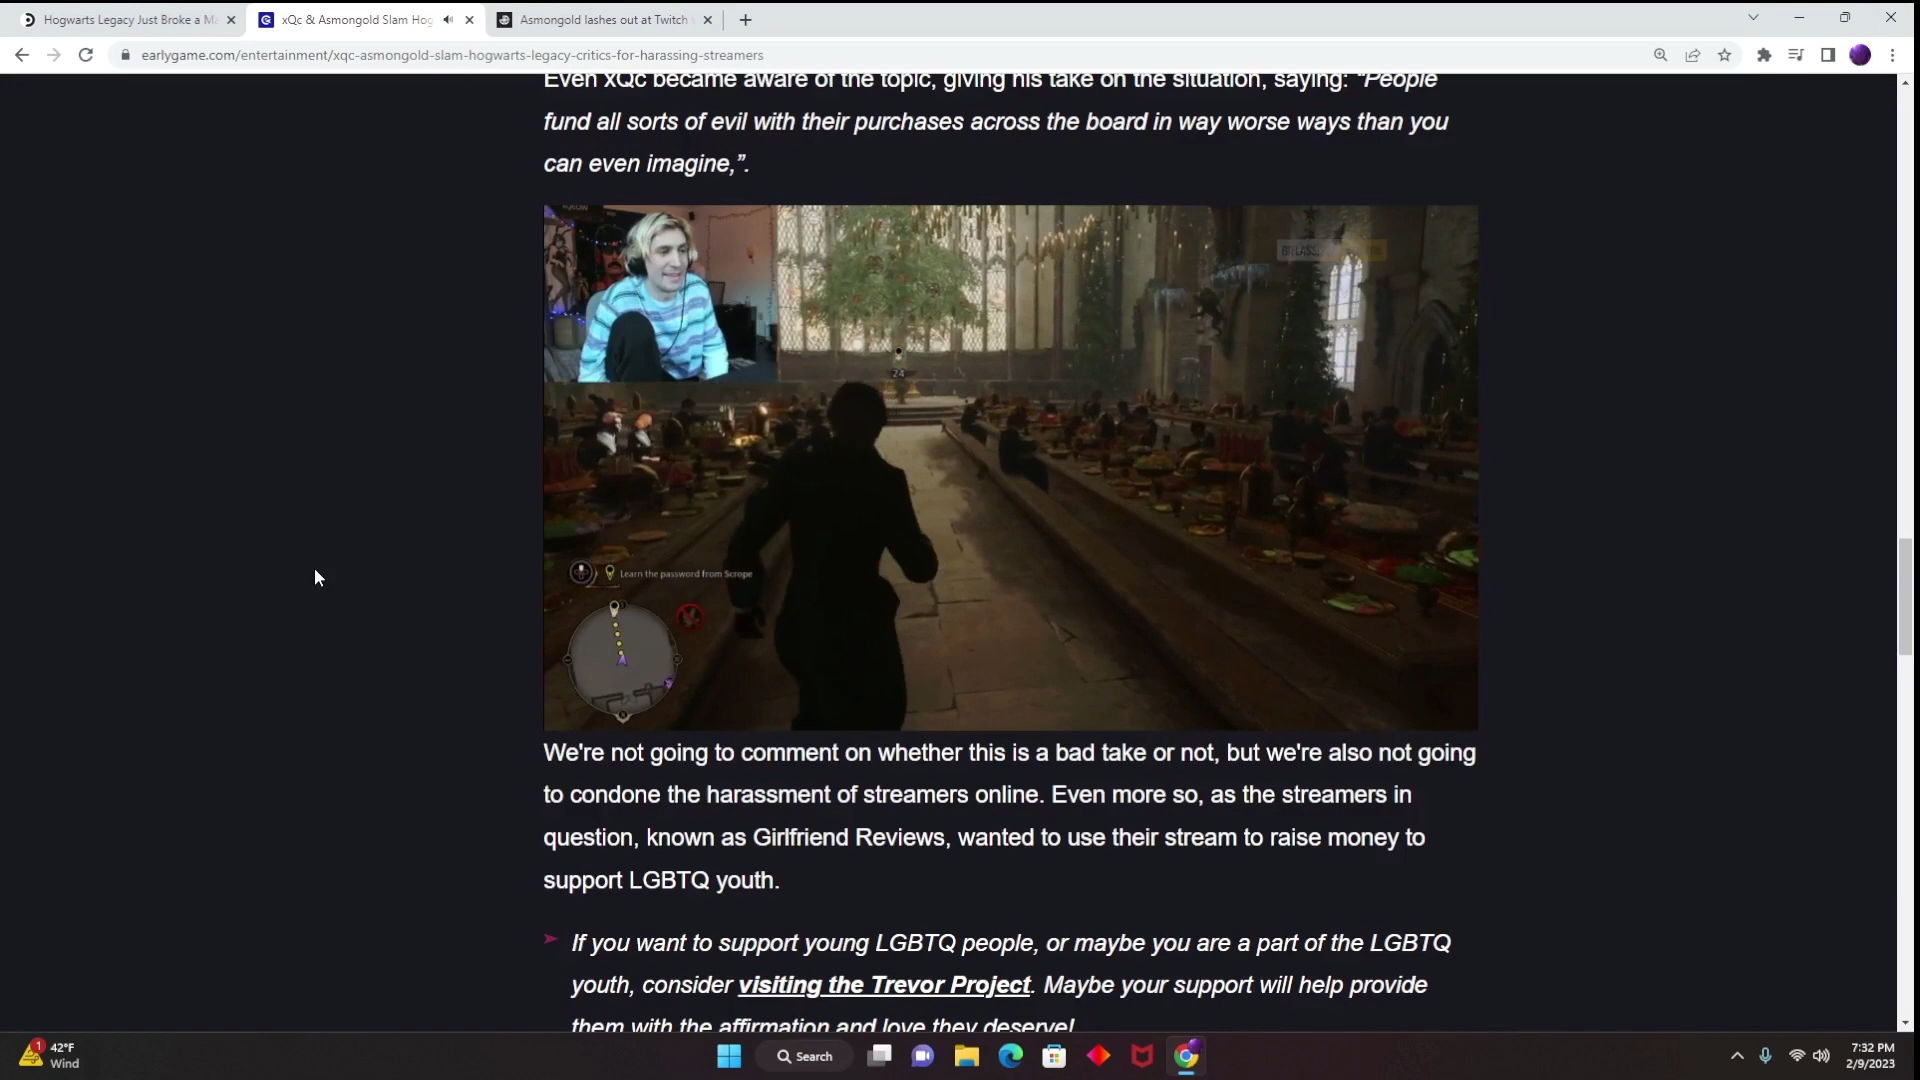 Hogwarts Legacy Just Broke a Ma
xQc & Asmongold Slam Hog
Asmongold lashes out at Twitch
earlygame.com/entertainment/xqc-asmongold-slam-hogwarts-legacy-critics-for-harassing-streamers
Even xQc became aware of the topic, giving his take on the situation, saying: “People
fund all sorts of evil with their purchases across the board in way worse ways than you
can even imagine,”.
24
Learn the password from Scrope
We're not going to comment on whether this is a bad take or not, but we're also not going
to condone the harassment of streamers online. Even more so, as the streamers in
question, known as Girlfriend Reviews, wanted to use their stream to raise money to
support LGBTQ youth.
If you want to support young LGBTQ people, or maybe you are a part of the LGBTQ
youth, consider visiting the Trevor Project. Maybe your support will help provide
them with the affirmation and love they deserve!
1
42°F
Wind
Search
7:32 PM
2/9/2023